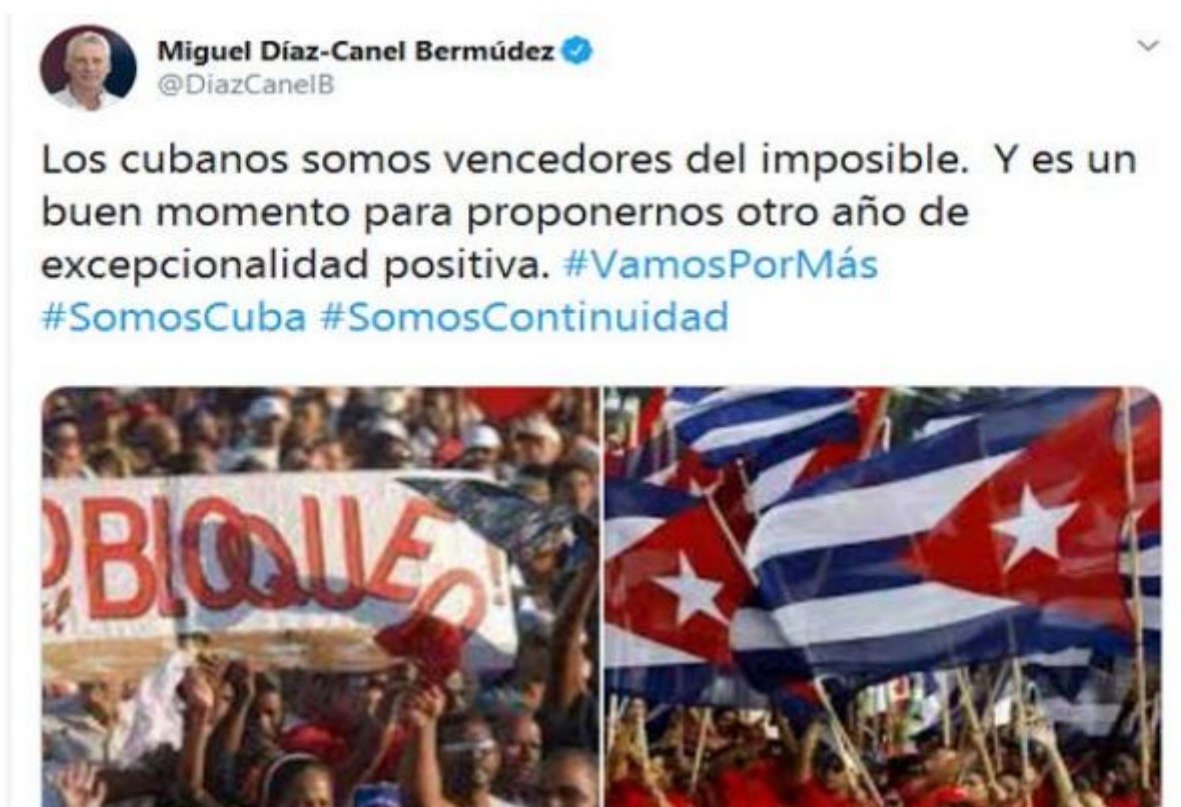 Miguel Díaz-Canel Bermúdez
@DiazCanelB
Los cubanos somos vencedores del imposible. Y es un
buen momento para proponernos otro año de
excepcionalidad positiva. #VamosPorMás
#SomosCuba #SomosContinuidad
BLOQUEO!